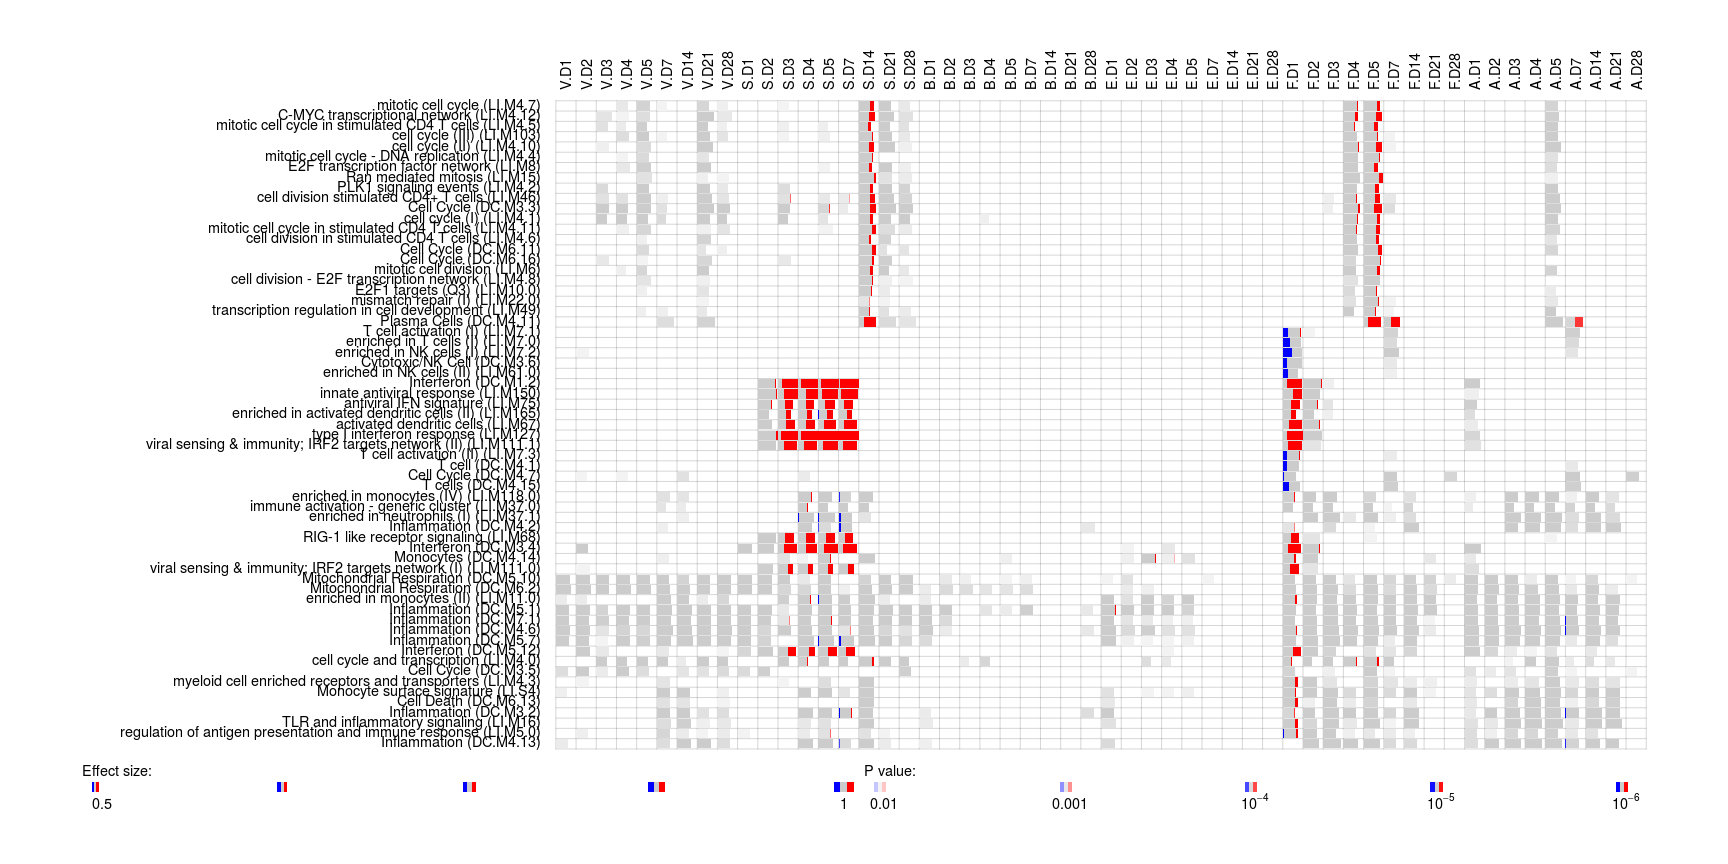 V.D1 V.D2 V.D3 V.D4 V.D5 V.D7 V.D14 V.D21 V.D28 S.D1 S.D2 S.D3 S.D4 S.D5 S.D7 S.D14 S.D21 S.D28 B.D1 B.D2 B.D3 B.D4 B.D5 B.D7 B.D14 B.D21 B.D28 E.D1 E.D2 E.D3 E.D4 E.D5 E.D7 E.D14 E.D21 E.D28 F.D1 F.D2 F.D3 F.D4 F.D5 F.D7 F.D14 F.D21 F.D28 A.D1 A.D2 A.D3 A.D4 A.D5 A.D7 A.D14 A.D21 A.D28
mitotic cell cycle (LI.M4.7)
C-MYC transcriptional network (LI.M4.12)
mitotic cell cycle in stimulated CD4 T cells (LI.M4.5)
cell cycle (III) (LI.M103)
cell cycle (II) (LI.M4.10)
mitotic cell cycle - DNA replication (LI.M4.4)
E2F transcription factor network (LI.M8)
Ran mediated mitosis (LI.M15)
PLK1 signaling events (LI.M4.2)
cell division stimulated CD4+ T cells (LI.M46)
Cell Cycle (DC.M3.3)
cell cycle (I) (LI.M4.1)
mitotic cell cycle in stimulated CD4 T cells (LI.M4.11)
cell division in stimulated CD4 T cells (LI.M4.6)
Cell Cycle (DC.M6.11)
Cell Cycle (DC.M6.16)
mitotic cell division (LI.M6)
cell division - E2F transcription network (LI.M4.8)
E2F1 targets (Q3) (LI.M10.0)
mismatch repair (I) (LI.M22.0)
transcription regulation in cell development (LI.M49)
Plasma Cells (DC.M4.11)
T cell activation (I) (LI.M7.1)
enriched in T cells (I) (LI.M7.0)
enriched in NK cells (I) (LI.M7.2)
Cytotoxic/NK Cell (DC.M3.6)
enriched in NK cells (II) (LI.M61.0)
Interferon (DC.M1.2)
innate antiviral response (LI.M150)
antiviral IFN signature (LI.M75)
enriched in activated dendritic cells (II) (LI.M165)
activated dendritic cells (LI.M67)
type I interferon response (LI.M127)
viral sensing & immunity; IRF2 targets network (II) (LI.M111.1)
T cell activation (II) (LI.M7.3)
T cell (DC.M4.1)
Cell Cycle (DC.M4.7)
T cells (DC.M4.15)
enriched in monocytes (IV) (LI.M118.0)
immune activation - generic cluster (LI.M37.0)
enriched in neutrophils (I) (LI.M37.1)
Inflammation (DC.M4.2)
RIG-1 like receptor signaling (LI.M68)
Interferon (DC.M3.4)
Monocytes (DC.M4.14)
viral sensing & immunity; IRF2 targets network (I) (LI.M111.0)
Mitochondrial Respiration (DC.M5.10)
Mitochondrial Respiration (DC.M6.2)
enriched in monocytes (II) (LI.M11.0)
Inflammation (DC.M5.1)
Inflammation (DC.M7.1)
Inflammation (DC.M4.6)
Inflammation (DC.M5.7)
Interferon (DC.M5.12)
cell cycle and transcription (LI.M4.0)
Cell Cycle (DC.M3.5)
myeloid cell enriched receptors and transporters (LI.M4.3)
Monocyte surface signature (LI.S4)
Cell Death (DC.M6.13)
Inflammation (DC.M3.2)
TLR and inflammatory signaling (LI.M16)
regulation of antigen presentation and immune response (LI.M5.0)
Inflammation (DC.M4.13)
Effect size: P value:
0.5 1 0.01 0.001 10⁻⁴ 10⁻⁵ 10⁻⁶